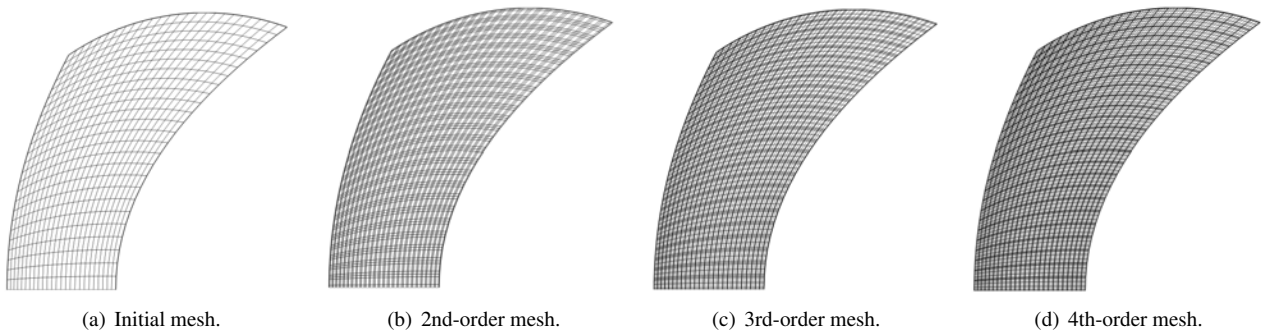 (a) Initial mesh.
(b) 2nd-order mesh.
(c) 3rd-order mesh.
(d) 4th-order mesh.